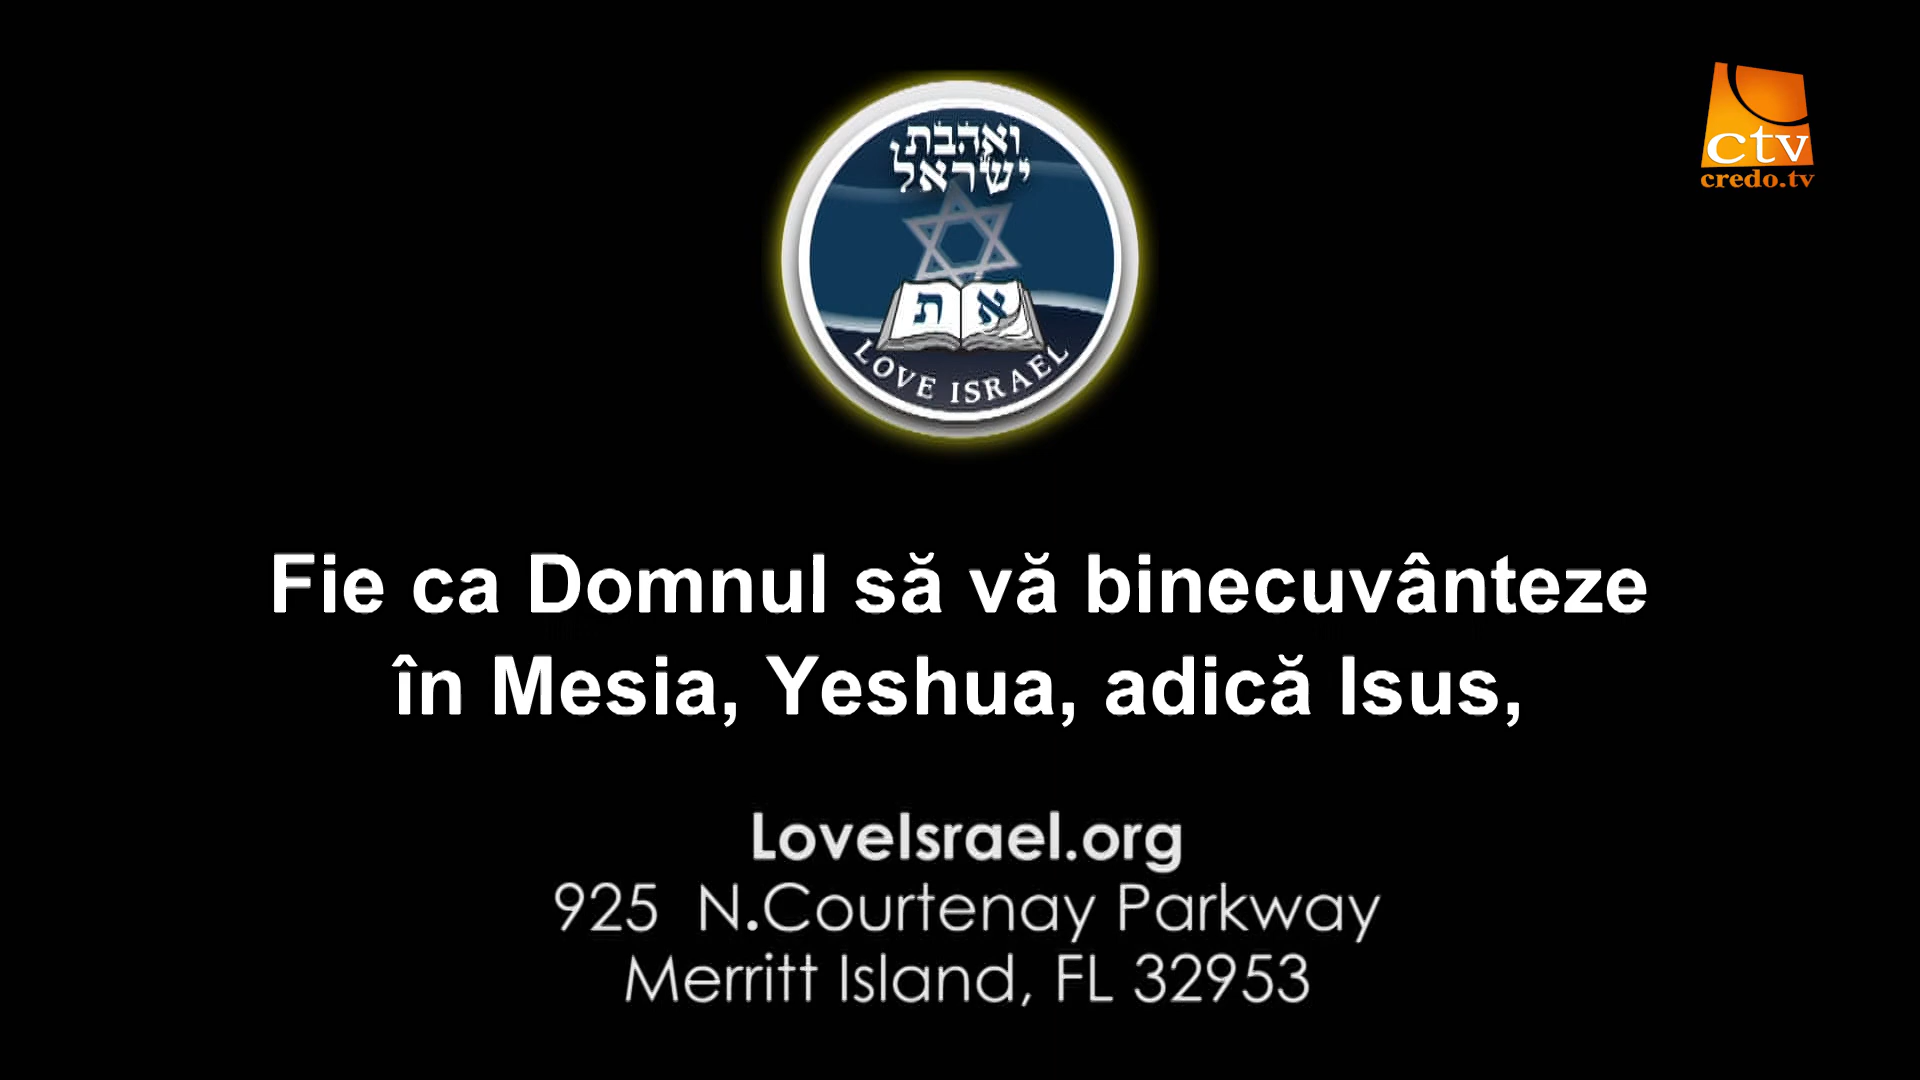 ואהבת
ישראל
ת א
LOVE ISRAEL
ctv
credo.tv
Fie ca Domnul să vă binecuvânteze
în Mesia, Yeshua, adică Isus,
LoveIsrael.org
925 N.Courtenay Parkway
Merritt Island, FL 32953